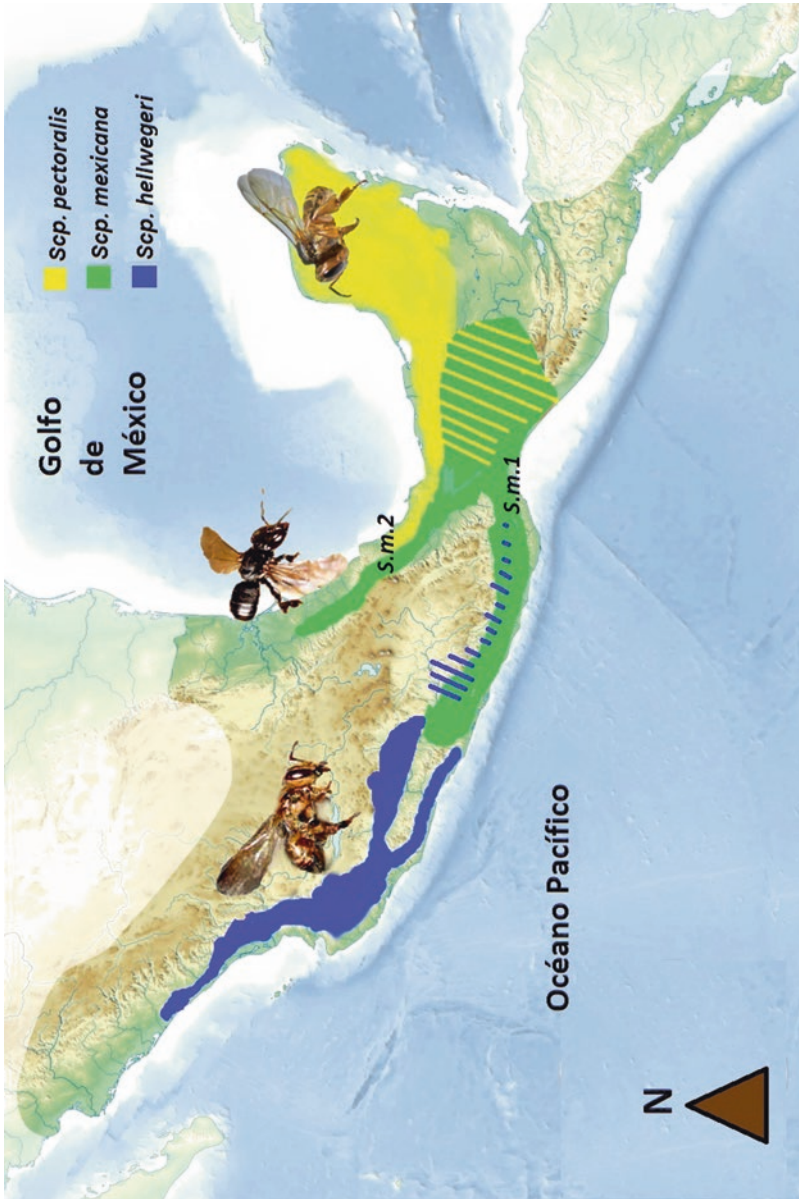 Golfo
de
México
Scp. pectoralis
Scp. mexicana
Scp. hellwegeri
s.m.2
s.m.1
Océano Pacífico
N